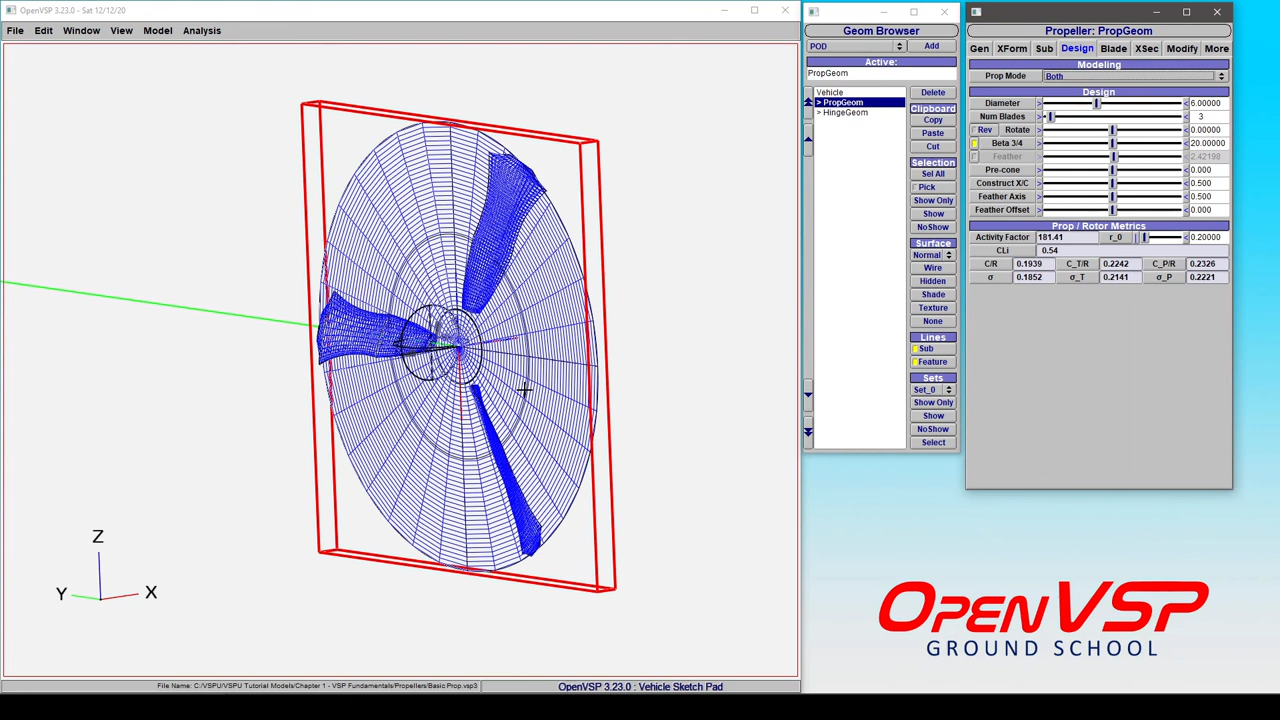 OpenVSP 3.23.0 - Sat 12/12/20
File Edit Window View Model Analysis
Z
Y X
File Name: C:/VSPU/VSPU Tutorial Models/Chapter 1 - VSP Fundamentals/Propellers/Basic Prop.vsp3
OpenVSP 3.23.0 : Vehicle Sketch Pad
Geom Browser
POD Add
Active:
PropGeom
Vehicle
> PropGeom
> HingeGeom
Delete
Clipboard
Copy
Paste
Cut
Selection
Sel All
Pick
Show Only
Show
NoShow
Surface
Normal
Wire
Hidden
Shade
Texture
None
Lines
Sub
Feature
Sets
Set_0
Show Only
Show
NoShow
Select
Propeller: PropGeom
Gen XForm Sub Design Blade XSec Modify More
Modeling
Prop Mode Both
Design
Diameter > < 6.00000
Num Blades > < 3
Rev Rotate > < 0.00000
Beta 3/4 > < 20.00000
Feather > < 2.42198
Pre-cone > < 0.000
Construct X/C > < 0.500
Feather Axis > < 0.500
Feather Offset > < 0.000
Prop / Rotor Metrics
Activity Factor 181.41 r_0 | < 0.20000
CLi 0.54
C/R 0.1939 C_T/R 0.2242 C_P/R 0.2326
σ 0.1852 σ_T 0.2141 σ_P 0.2221
OPENVSP
GROUND SCHOOL